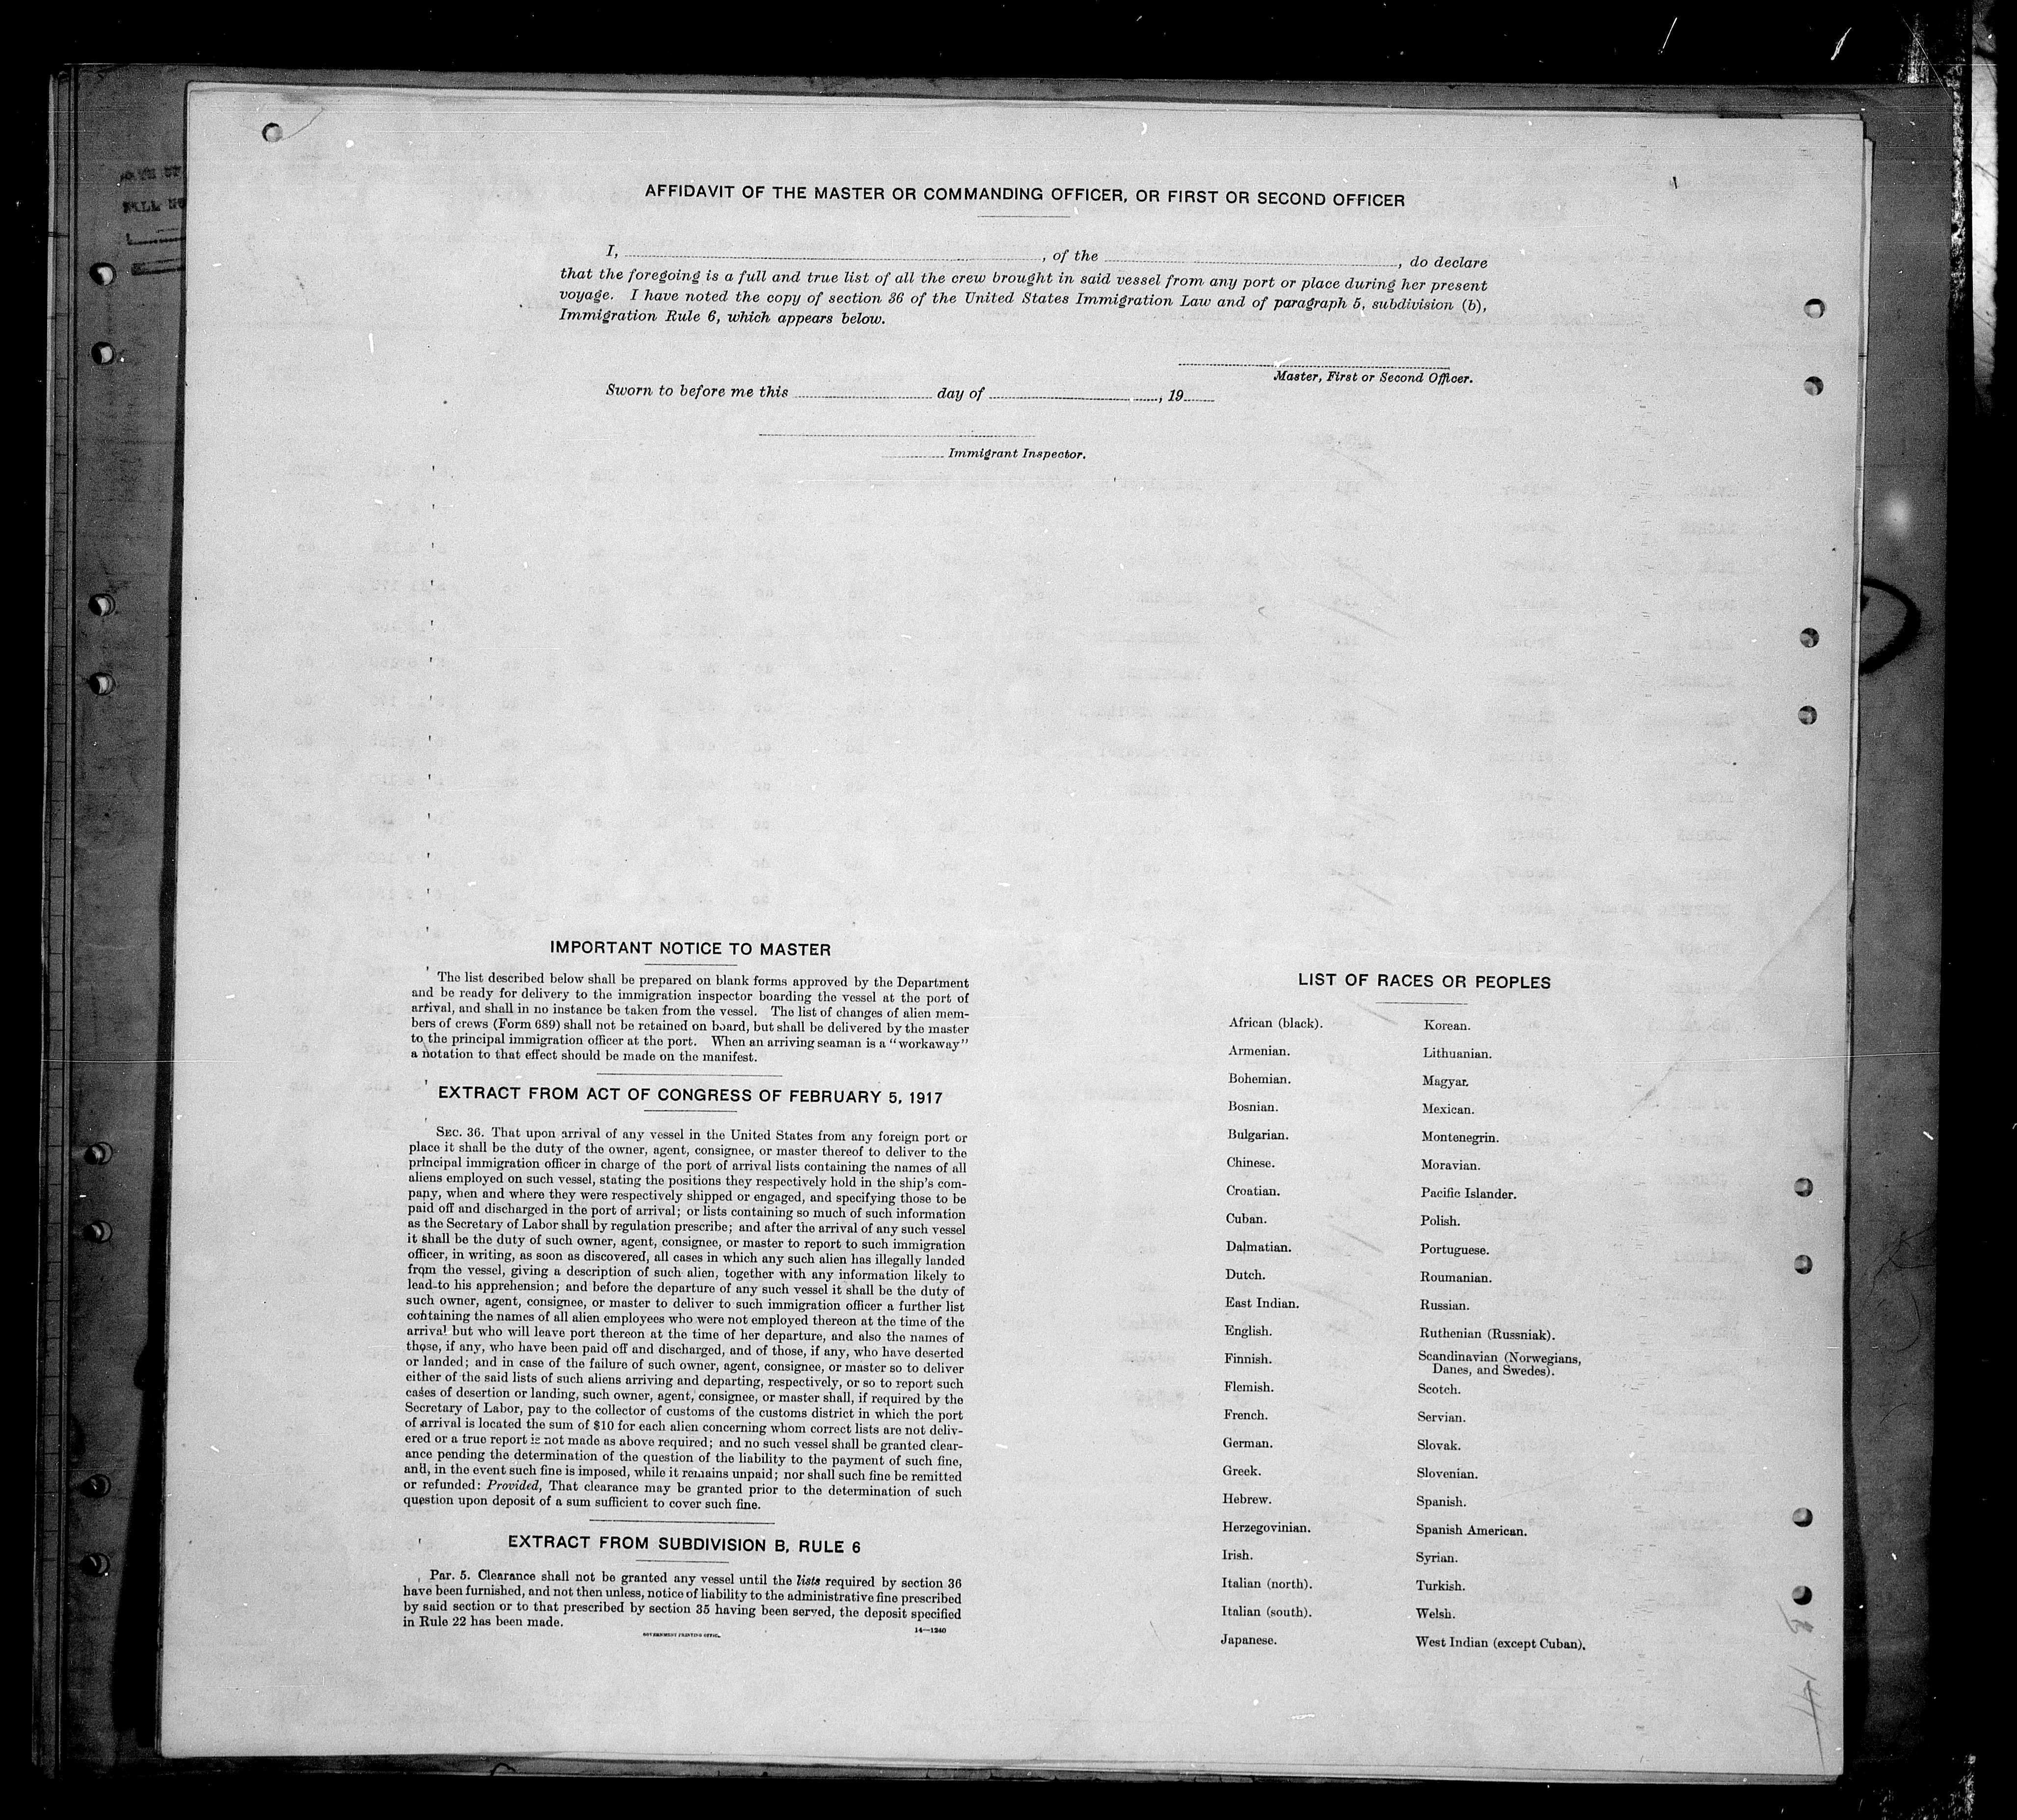 AFFIDAVIT OF THE MASTER OR COMMANDING OFFICER, OR FIRST OR SECOND OFFICER
I, , of the , do declare
that the foregoing is a full and true list of all the crew brought in said vessel from any port or place during her present
voyage. I have noted the copy of section 36 of the United States Immigration Law and of paragraph 5, subdivision (b),
Immigration Rule 6, which appears below.
Master, First or Second Officer.
Sworn to before me this day of , 19
Immigrant Inspector.
IMPORTANT NOTICE TO MASTER
The list described below shall be prepared on blank forms approved by the Department
and be ready for delivery to the immigration inspector boarding the vessel at the port of
arrival, and shall in no instance be taken from the vessel. The list of changes of alien mem-
bers of crews (Form 689) shall not be retained on board, but shall be delivered by the master
to the principal immigration officer at the port. When an arriving seaman is a "workaway"
a notation to that effect should be made on the manifest.
EXTRACT FROM ACT OF CONGRESS OF FEBRUARY 5, 1917
SEC. 36. That upon arrival of any vessel in the United States from any foreign port or
place it shall be the duty of the owner, agent, consignee, or master thereof to deliver to the
principal immigration officer in charge of the port of arrival lists containing the names of all
aliens employed on such vessel, stating the positions they respectively hold in the ship's com-
pany, when and where they were respectively shipped or engaged, and specifying those to be
paid off and discharged in the port of arrival; or lists containing so much of such information
as the Secretary of Labor shall by regulation prescribe; and after the arrival of any such vessel
it shall be the duty of such owner, agent, consignee, or master to report to such immigration
officer, in writing, as soon as discovered, all cases in which any such alien has illegally landed
from the vessel, giving a description of such alien, together with any information likely to
lead to his apprehension; and before the departure of any such vessel it shall be the duty of
such owner, agent, consignee, or master to deliver to such immigration officer a further list
containing the names of all alien employees who were not employed thereon at the time of the
arrival but who will leave port thereon at the time of her departure, and also the names of
those, if any, who have been paid off and discharged, and of those, if any, who have deserted
or landed; and in case of the failure of such owner, agent, consignee, or master so to deliver
either of the said lists of such aliens arriving and departing, respectively, or so to report such
cases of desertion or landing, such owner, agent, consignee, or master shall, if required by the
Secretary of Labor, pay to the collector of customs of the customs district in which the port
of arrival is located the sum of $10 for each alien concerning whom correct lists are not deliv-
ered or a true report is not made as above required; and no such vessel shall be granted clear-
ance pending the determination of the question of the liability to the payment of such fine,
and, in the event such fine is imposed, while it remains unpaid; nor shall such fine be remitted
or refunded: Provided, That clearance may be granted prior to the determination of such
question upon deposit of a sum sufficient to cover such fine.
EXTRACT FROM SUBDIVISION B, RULE 6
Par. 5. Clearance shall not be granted any vessel until the lists required by section 36
have been furnished, and not then unless, notice of liability to the administrative fine prescribed
by said section or to that prescribed by section 35 having been served, the deposit specified
in Rule 22 has been made.
GOVERNMENT PRINTING OFFICE 14—1240
LIST OF RACES OR PEOPLES
African (black).
Armenian.
Bohemian.
Bosnian.
Bulgarian.
Chinese.
Croatian.
Cuban.
Dalmatian.
Dutch.
East Indian.
English.
Finnish.
Flemish.
French.
German.
Greek.
Hebrew.
Herzegovinian.
Irish.
Italian (north).
Italian (south).
Japanese.
Korean.
Lithuanian.
Magyar.
Mexican.
Montenegrin.
Moravian.
Pacific Islander.
Polish.
Portuguese.
Roumanian.
Russian.
Ruthenian (Russniak).
Scandinavian (Norwegians,
Danes, and Swedes).
Scotch.
Servian.
Slovak.
Slovenian.
Spanish.
Spanish American.
Syrian.
Turkish.
Welsh.
West Indian (except Cuban).